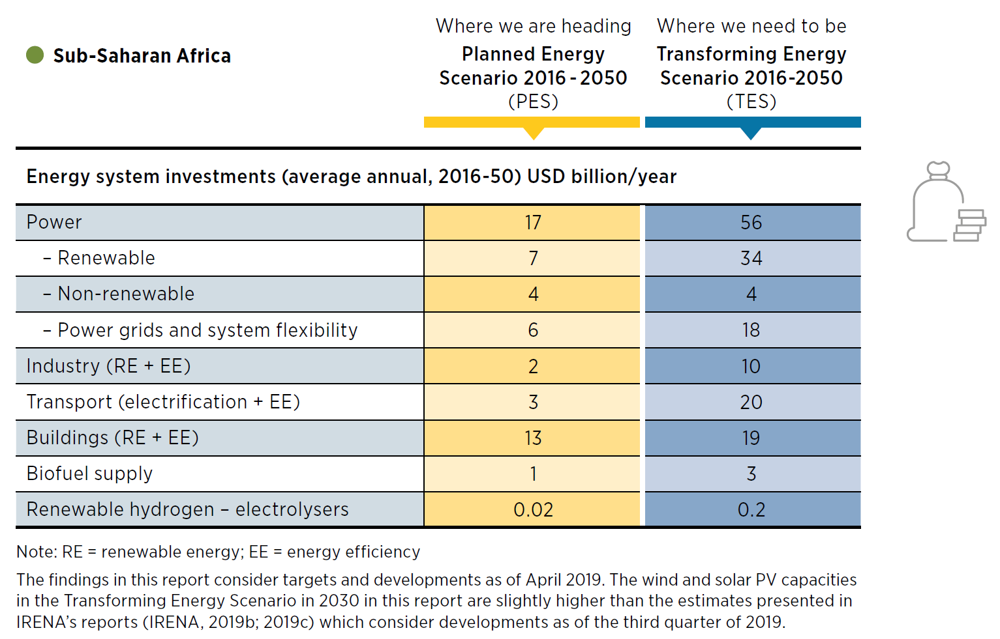 Sub-Saharan Africa
Where we are heading
Planned Energy
Scenario 2016 - 2050
(PES)
Where we need to be
Transforming Energy
Scenario 2016-2050
(TES)
Energy system investments (average annual, 2016-50) USD billion/year
Power 17 56
– Renewable 7 34
– Non-renewable 4 4
– Power grids and system flexibility 6 18
Industry (RE + EE) 2 10
Transport (electrification + EE) 3 20
Buildings (RE + EE) 13 19
Biofuel supply 1 3
Renewable hydrogen – electrolysers 0.02 0.2
Note: RE = renewable energy; EE = energy efficiency
The findings in this report consider targets and developments as of April 2019. The wind and solar PV capacities
in the Transforming Energy Scenario in 2030 in this report are slightly higher than the estimates presented in
IRENA’s reports (IRENA, 2019b; 2019c) which consider developments as of the third quarter of 2019.